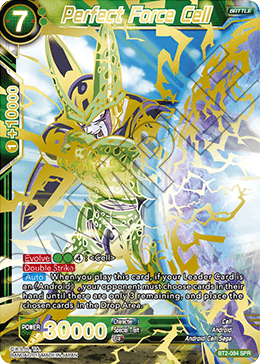 7
Perfect Force Cell
BATTLE
1 +10000
Evolve 4 : <Cell>
Double Strike
Auto When you play this card, if your Leader Card is
an 《Android》, your opponent must choose cards in their
hand until there are only 3 remaining, and place the
chosen cards in the Drop Area.
POWER 30000
Character Cell
Special Trait Android
Era Cell Saga
BT2-084 SPR